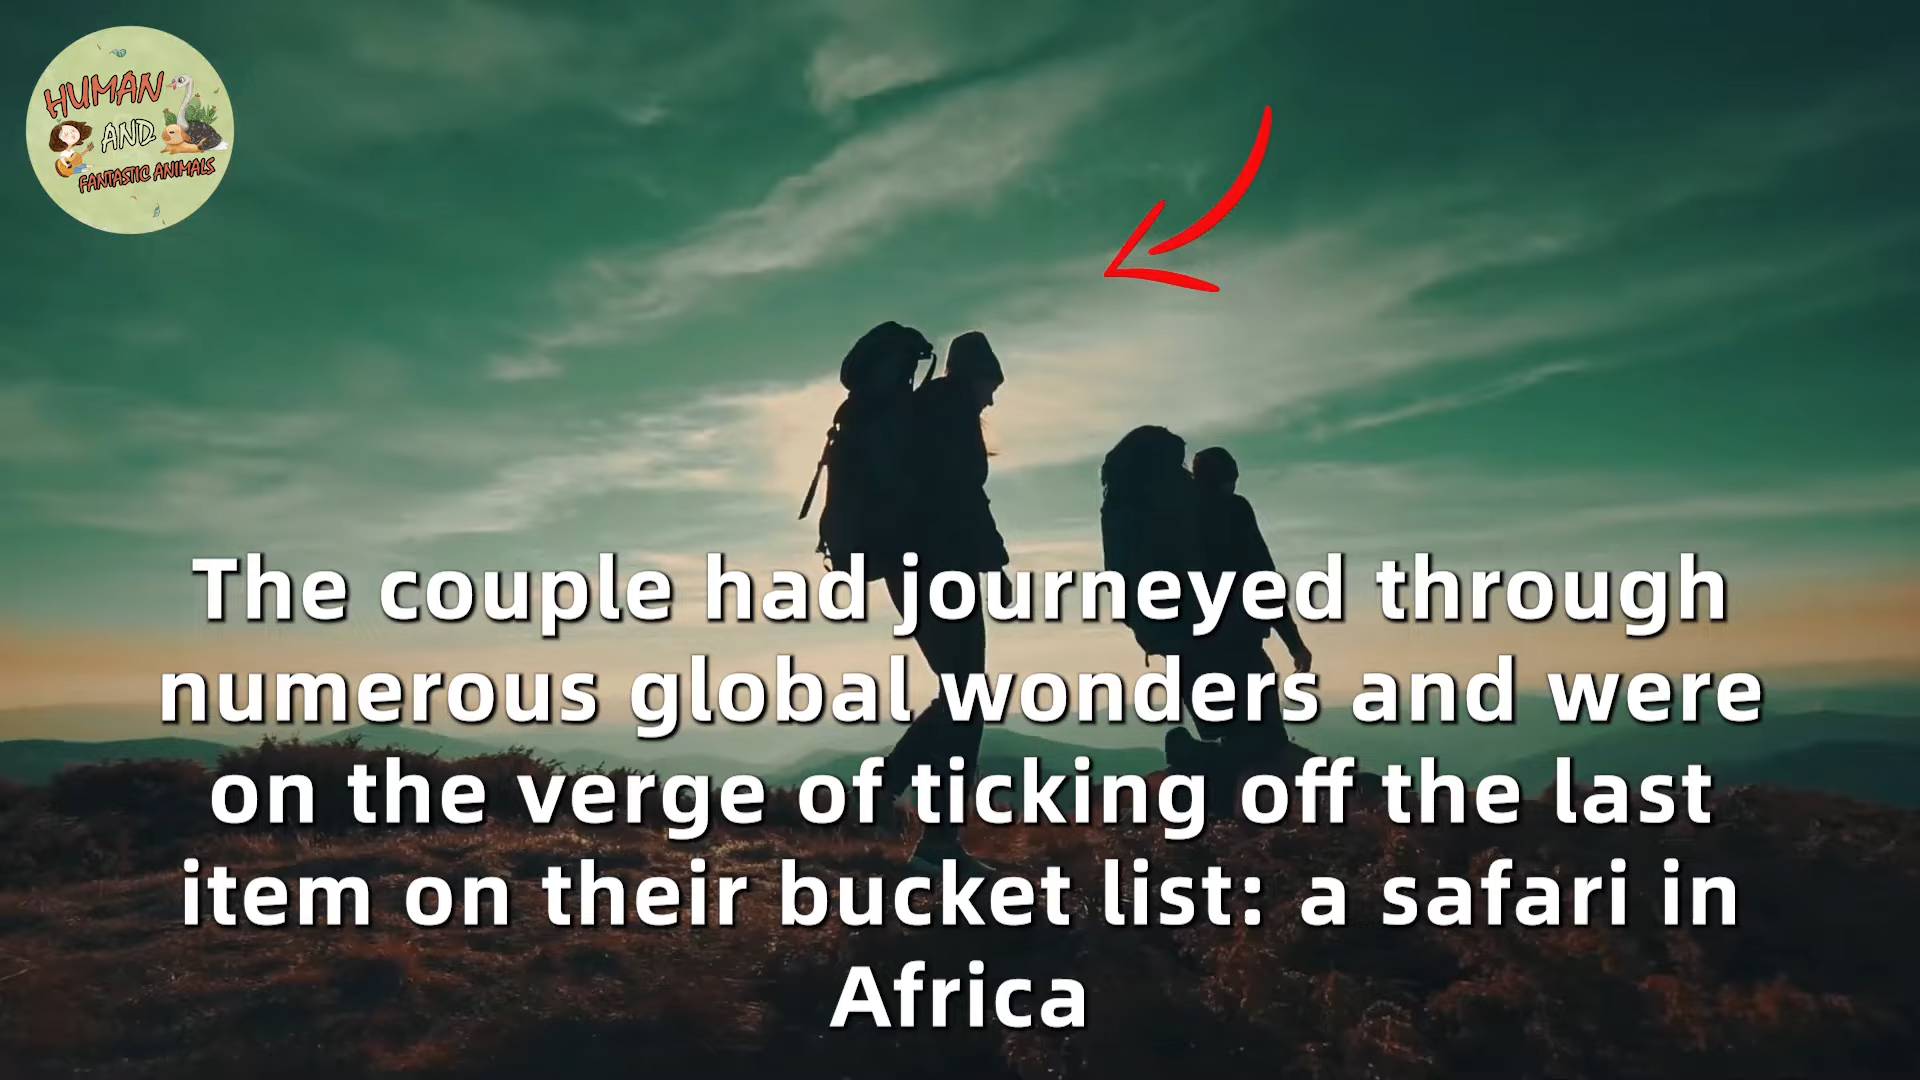 HUMAN
AND
FANTASTIC ANIMALS
The couple had journeyed through
numerous global wonders and were
on the verge of ticking off the last
item on their bucket list: a safari in
Africa